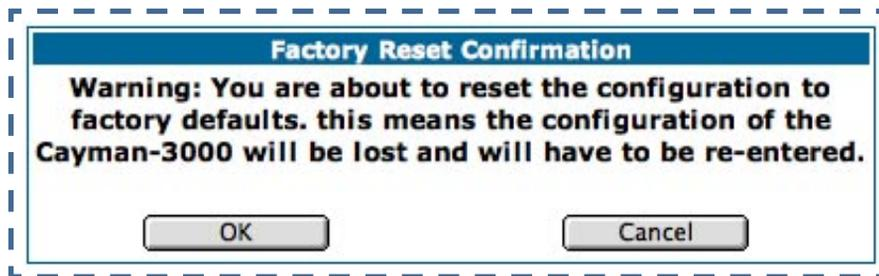 Factory Reset Confirmation
Warning: You are about to reset the configuration to
factory defaults. this means the configuration of the
Cayman-3000 will be lost and will have to be re-entered.
OK
Cancel